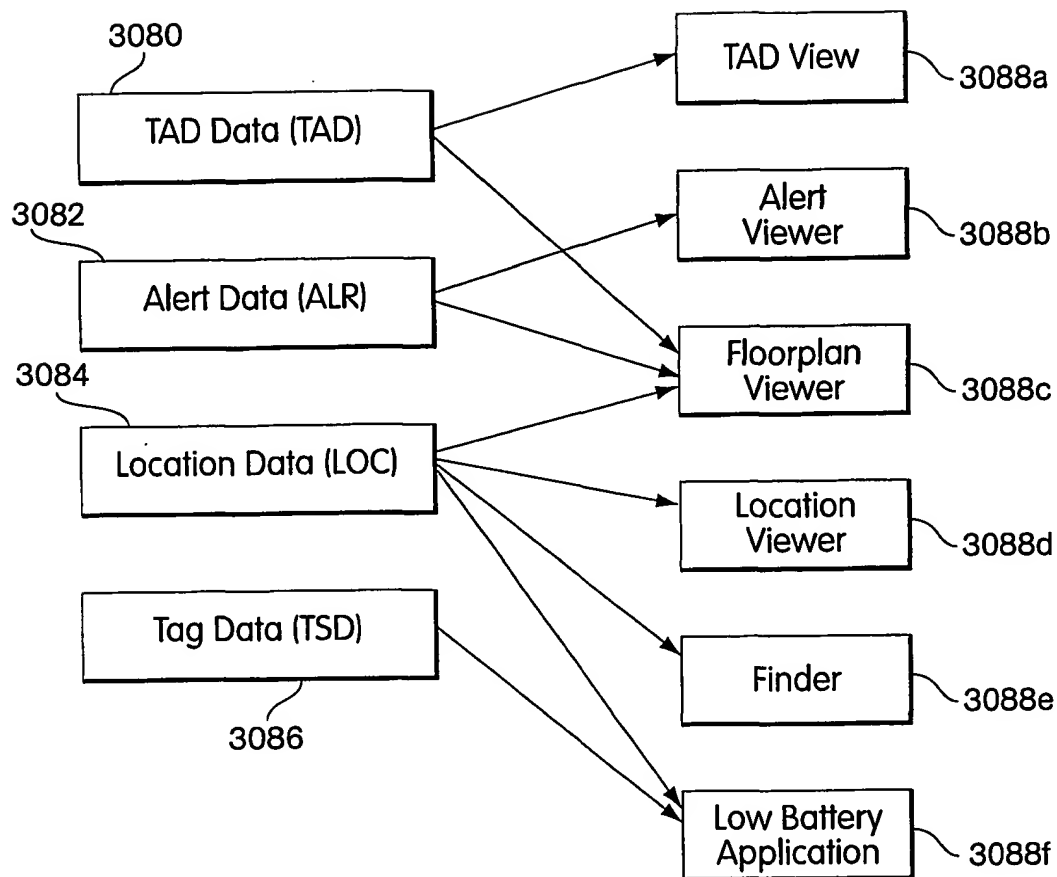 3080
TAD Data (TAD)
TAD View
3088a
3082
Alert Data (ALR)
Alert
Viewer
3088b
3084
Location Data (LOC)
Floorplan
Viewer
3088c
Location
Viewer
3088d
Tag Data (TSD)
3086
Finder
3088e
Low Battery
Application
3088f